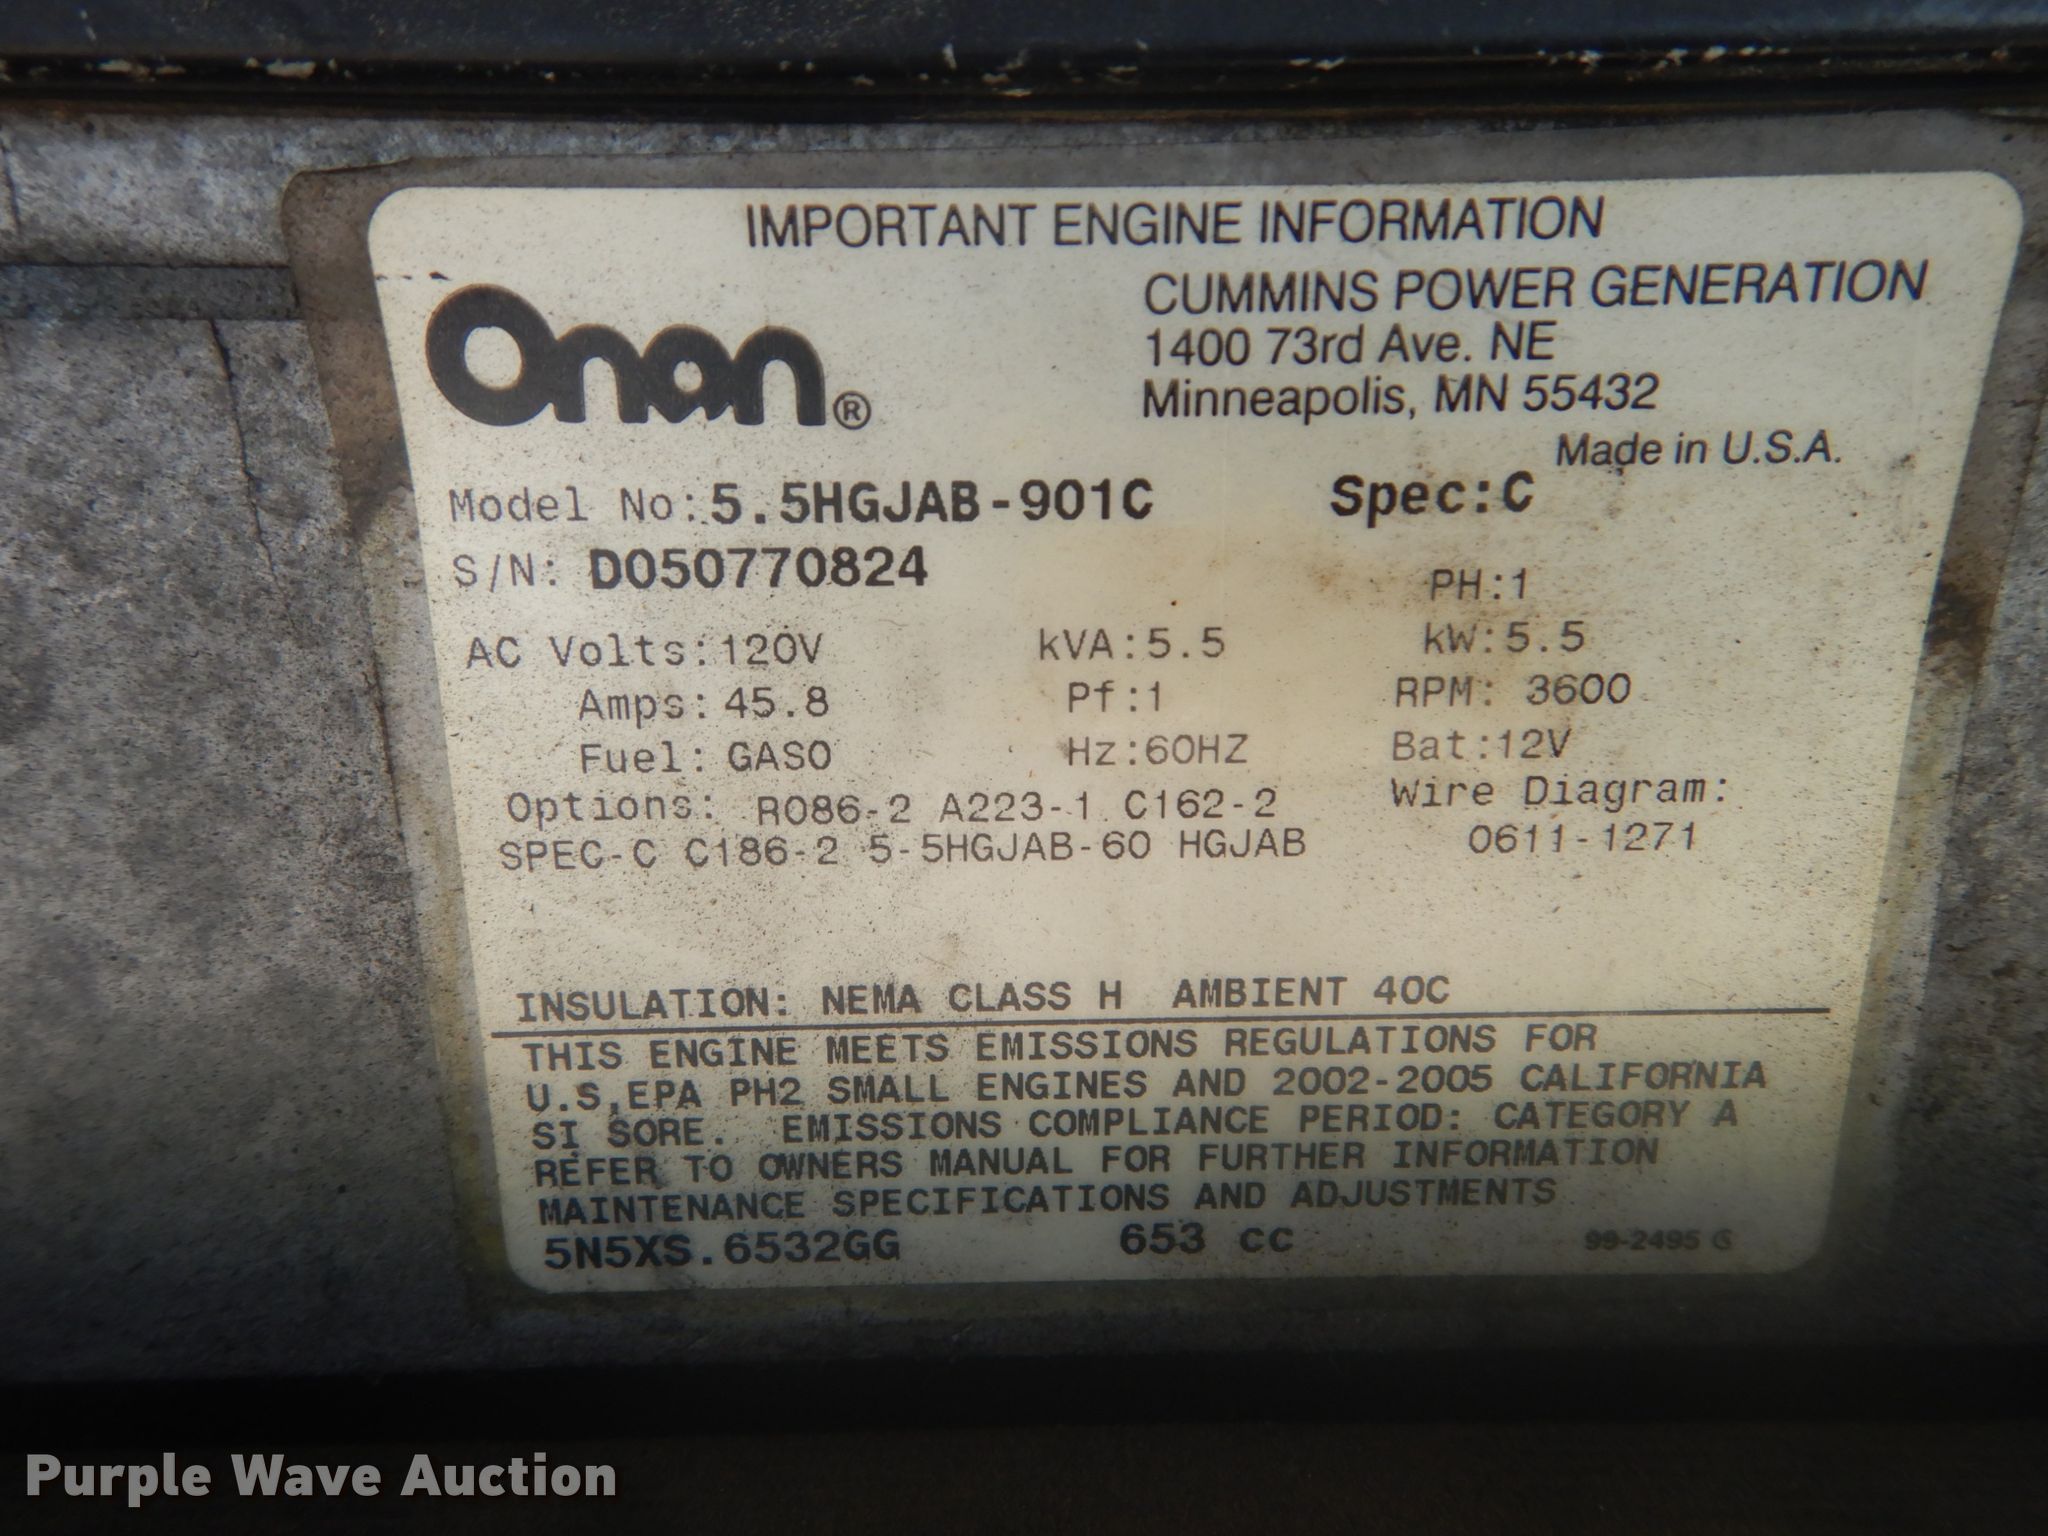 IMPORTANT ENGINE INFORMATION
Onan®
CUMMINS POWER GENERATION
1400 73rd Ave. NE
Minneapolis, MN 55432
Made in U.S.A.
Model No: 5.5HGJAB-901C Spec:C
S/N: D050770824
PH:1
AC Volts:120V kVA:5.5 kW:5.5
Amps: 45.8 Pf:1 RPM: 3600
Fuel: GASO Hz:60HZ Bat:12V
Options: R086-2 A223-1 C162-2 Wire Diagram:
SPEC-C C186-2 5-5HGJAB-60 HGJAB 0611-1271
INSULATION: NEMA CLASS H AMBIENT 40C
THIS ENGINE MEETS EMISSIONS REGULATIONS FOR
U.S.EPA PH2 SMALL ENGINES AND 2002-2005 CALIFORNIA
SI SORE. EMISSIONS COMPLIANCE PERIOD: CATEGORY A
REFER TO OWNERS MANUAL FOR FURTHER INFORMATION
MAINTENANCE SPECIFICATIONS AND ADJUSTMENTS
5N5XS.6532GG 653 cc 99-2495 G
Purple Wave Auction